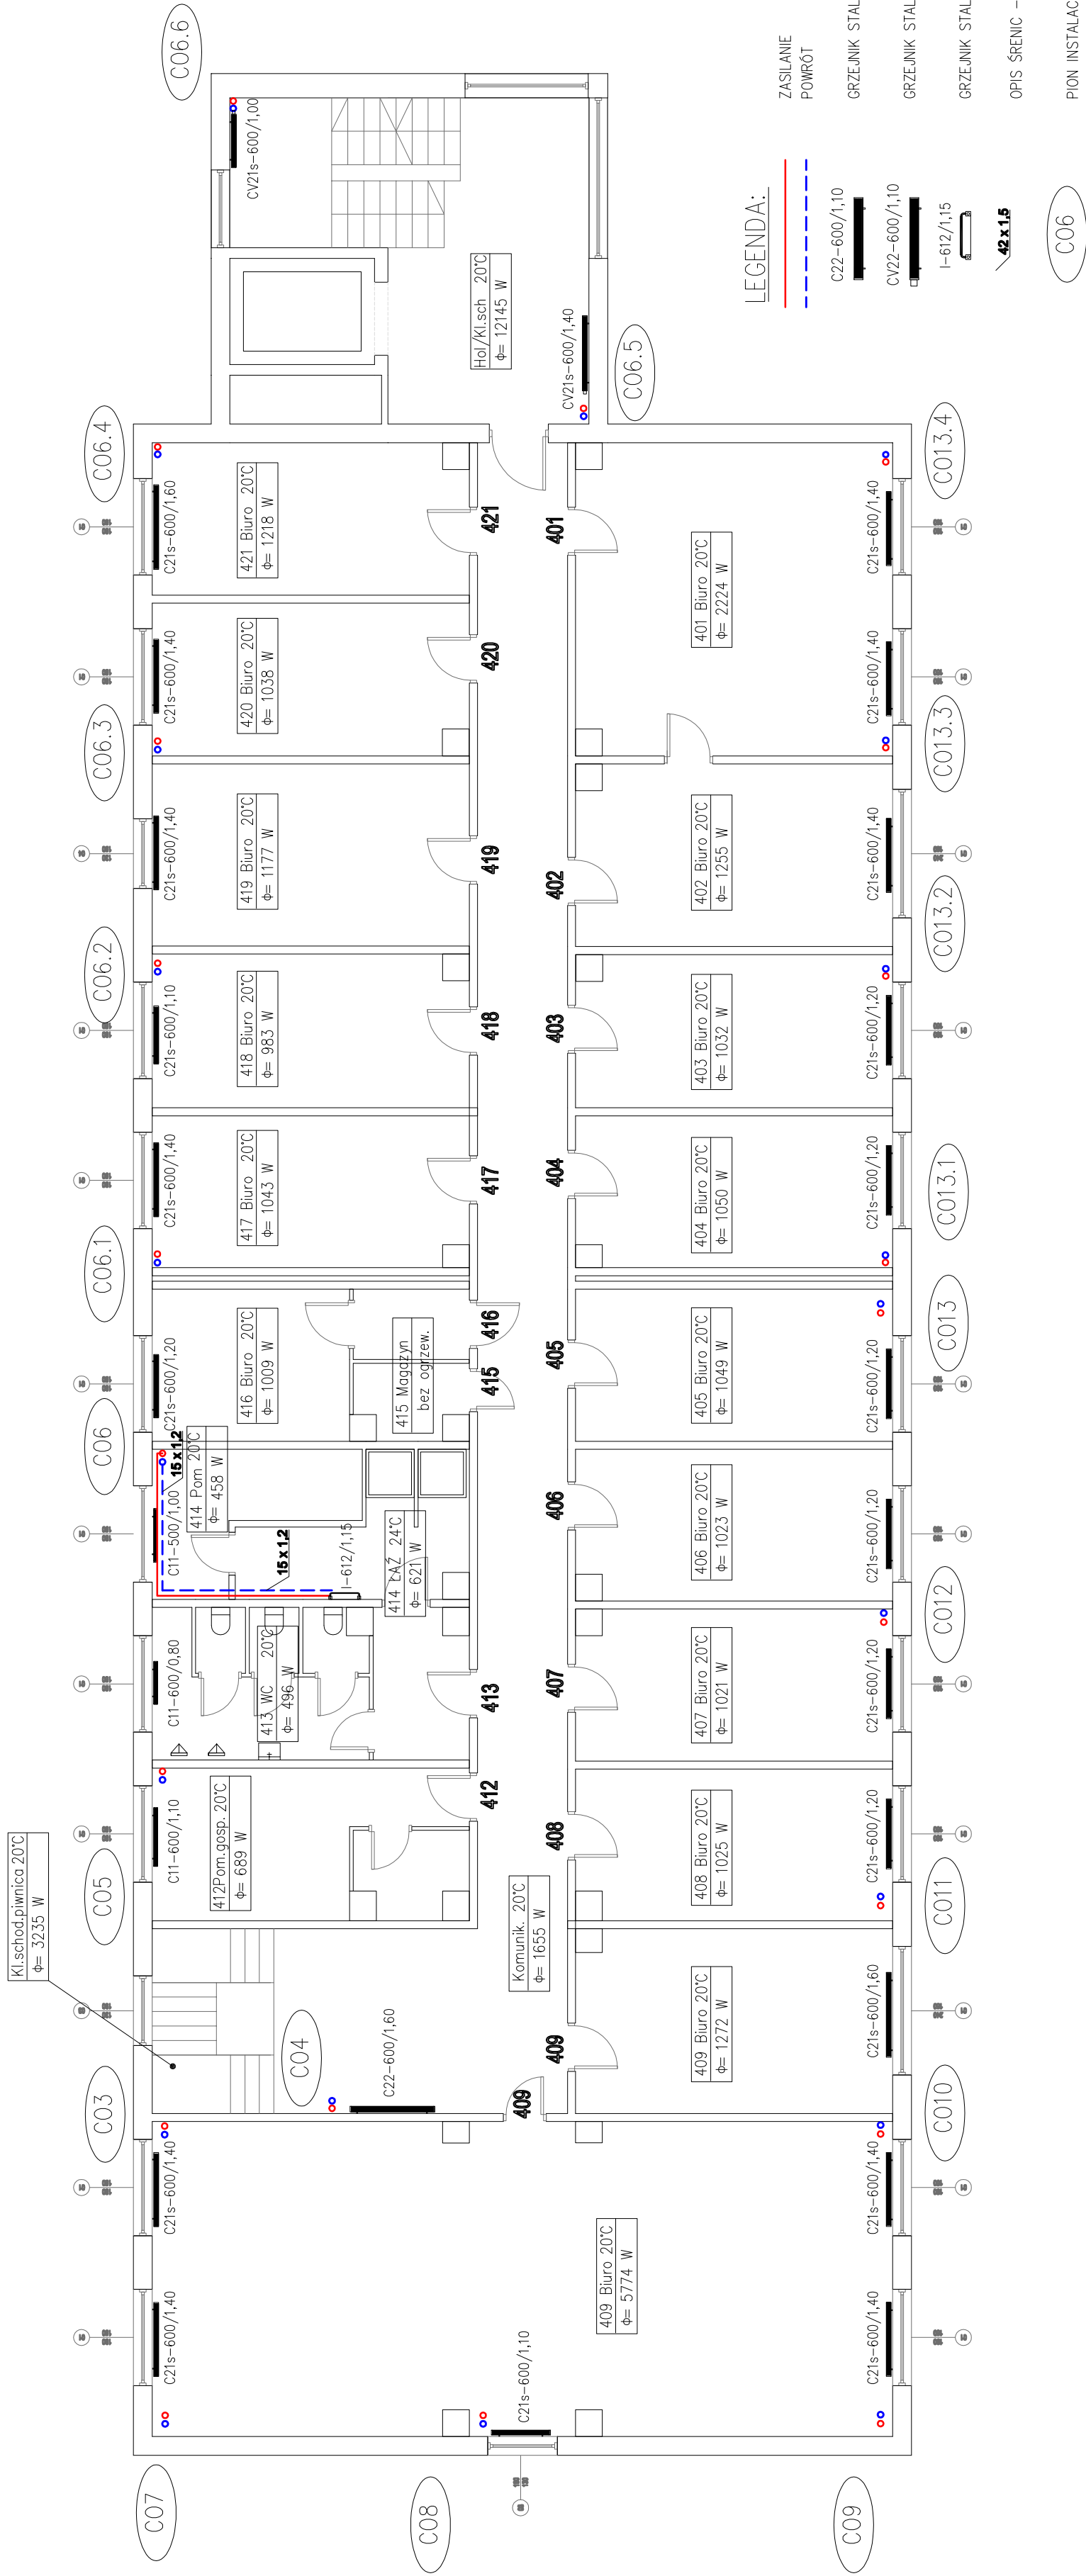 C06.6
CV21s-600/1,00
Hol/Kl.sch 20°C
ϕ= 12145 W
CV21s-600/1,40
C06.5
C06.4
C21s-600/1,60
421 Biuro 20°C
ϕ= 1218 W
421
420 Biuro 20°C
ϕ= 1038 W
C21s-600/1,40
420
C06.3
C21s-600/1,40
419 Biuro 20°C
ϕ= 1177 W
419
C06.2
C21s-600/1,10
418 Biuro 20°C
ϕ= 983 W
418
C21s-600/1,40
417 Biuro 20°C
ϕ= 1043 W
417
C06.1
C21s-600/1,20
416 Biuro 20°C
ϕ= 1009 W
416
415 Magazyn
bez ogrzew.
415
C06
15 x 1,2
C11-500/1,00
414 Pom 20°C
ϕ= 458 W
15 x 1,2
I-612/1,15
414 ŁAŹ 24°C
ϕ= 621 W
C11-600/0,80
413 WC 20°C
ϕ= 496 W
413
C05
C11-600/1,10
412Pom.gosp. 20°C
ϕ= 689 W
412
Kl.schod.piwnica 20°C
ϕ= 3235 W
Komunik. 20°C
ϕ= 1655 W
C04
C22-600/1,60
C03
C21s-600/1,40
C21s-600/1,40
C07
C08
C21s-600/1,10
409 Biuro 20°C
ϕ= 5774 W
409
C09
C21s-600/1,40
C21s-600/1,40
C010
409
409 Biuro 20°C
ϕ= 1272 W
C21s-600/1,60
C011
408
408 Biuro 20°C
ϕ= 1025 W
C21s-600/1,20
407
407 Biuro 20°C
ϕ= 1021 W
C21s-600/1,20
C012
406
406 Biuro 20°C
ϕ= 1023 W
C21s-600/1,20
405
405 Biuro 20°C
ϕ= 1049 W
C21s-600/1,20
C013
404
404 Biuro 20°C
ϕ= 1050 W
C21s-600/1,20
C013.1
403
403 Biuro 20°C
ϕ= 1032 W
C21s-600/1,20
C013.2
402
402 Biuro 20°C
ϕ= 1255 W
C21s-600/1,40
C013.3
401
401 Biuro 20°C
ϕ= 2224 W
C21s-600/1,40
C21s-600/1,40
C013.4
LEGENDA:
ZASILANIE
POWRÓT
C22-600/1,10
GRZEJNIK STAL
CV22-600/1,10
GRZEJNIK STAL
I-612/1,15
GRZEJNIK STAL
42 x 1,5
OPIS ŚRENIC –
C06
PION INSTALAC